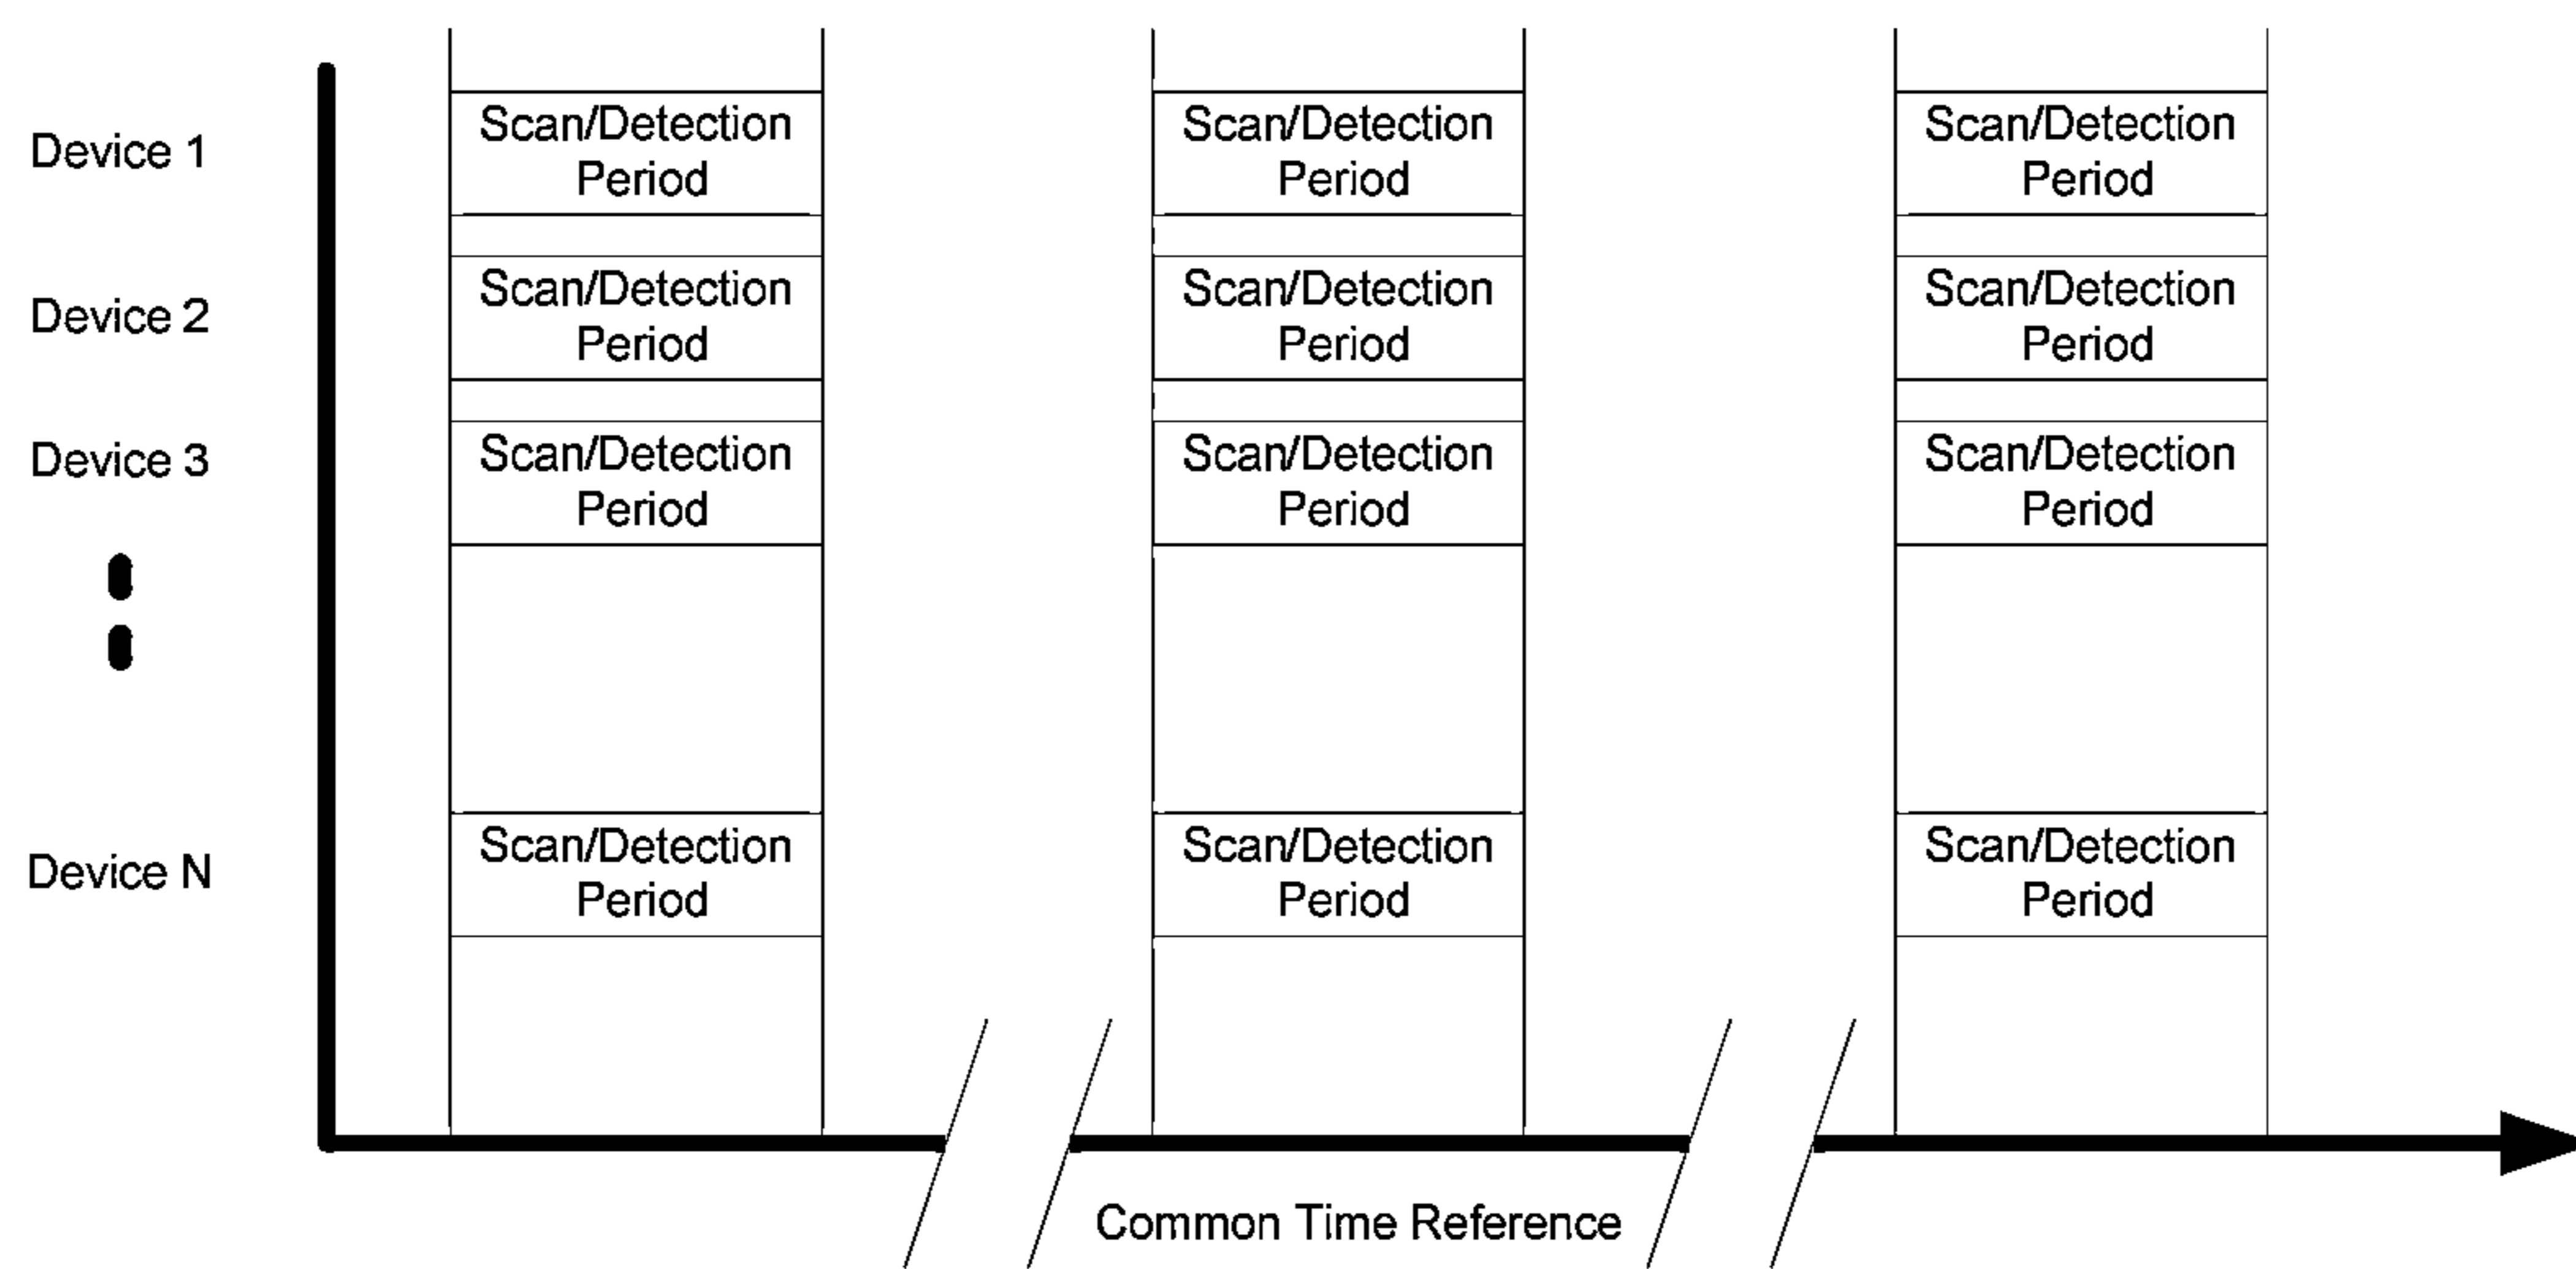 Device 1
Scan/Detection
Period
Scan/Detection
Period
Scan/Detection
Period
Device 2
Scan/Detection
Period
Scan/Detection
Period
Scan/Detection
Period
Device 3
Scan/Detection
Period
Scan/Detection
Period
Scan/Detection
Period
Device N
Scan/Detection
Period
Scan/Detection
Period
Scan/Detection
Period
Common Time Reference